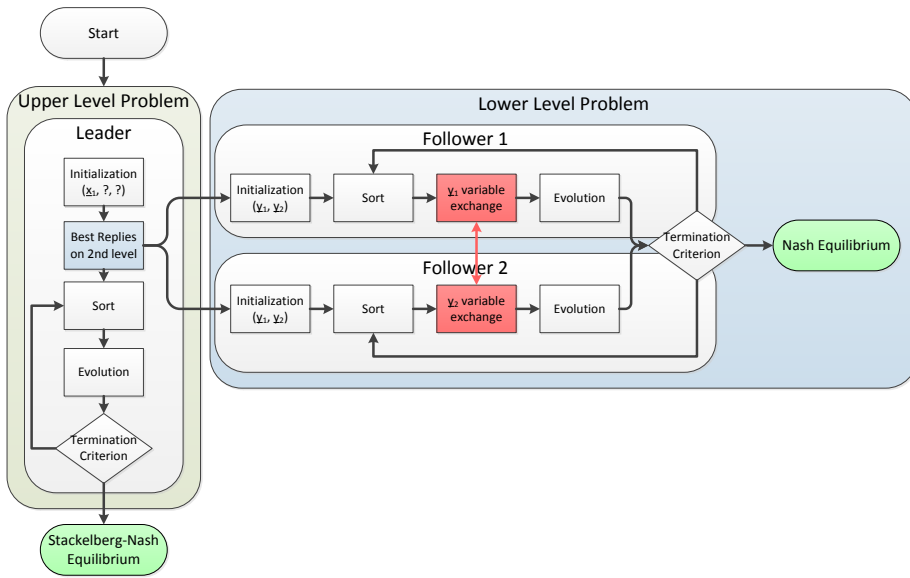 Start
Upper Level Problem
Leader
Initialization
(x₁, ?, ?)
Best Replies
on 2nd level
Sort
Evolution
Termination
Criterion
Stackelberg-Nash
Equilibrium
Lower Level Problem
Follower 1
Initialization
(y₁, y₂)
Sort
y₁ variable
exchange
Evolution
Follower 2
Initialization
(y₁, y₂)
Sort
y₂ variable
exchange
Evolution
Termination
Criterion
Nash Equilibrium